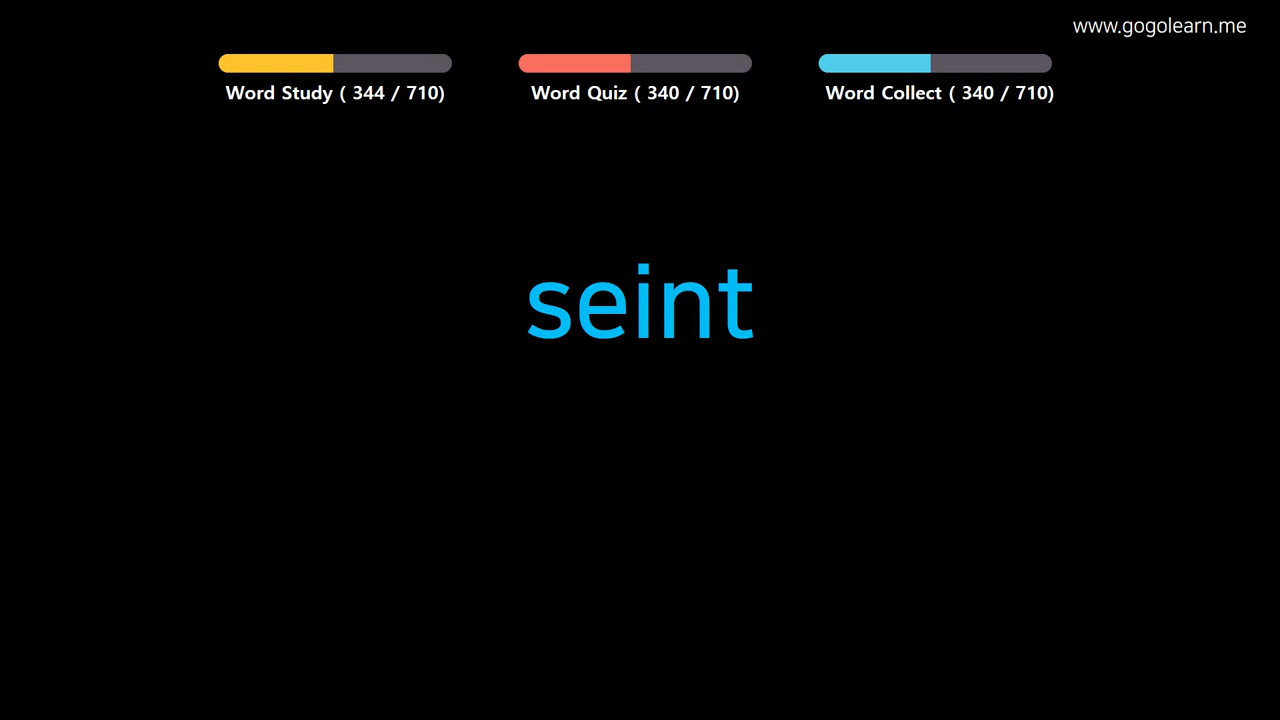 www.gogolearn.me
Word Study ( 344 / 710) Word Quiz ( 340 / 710) Word Collect ( 340 / 710)
seint